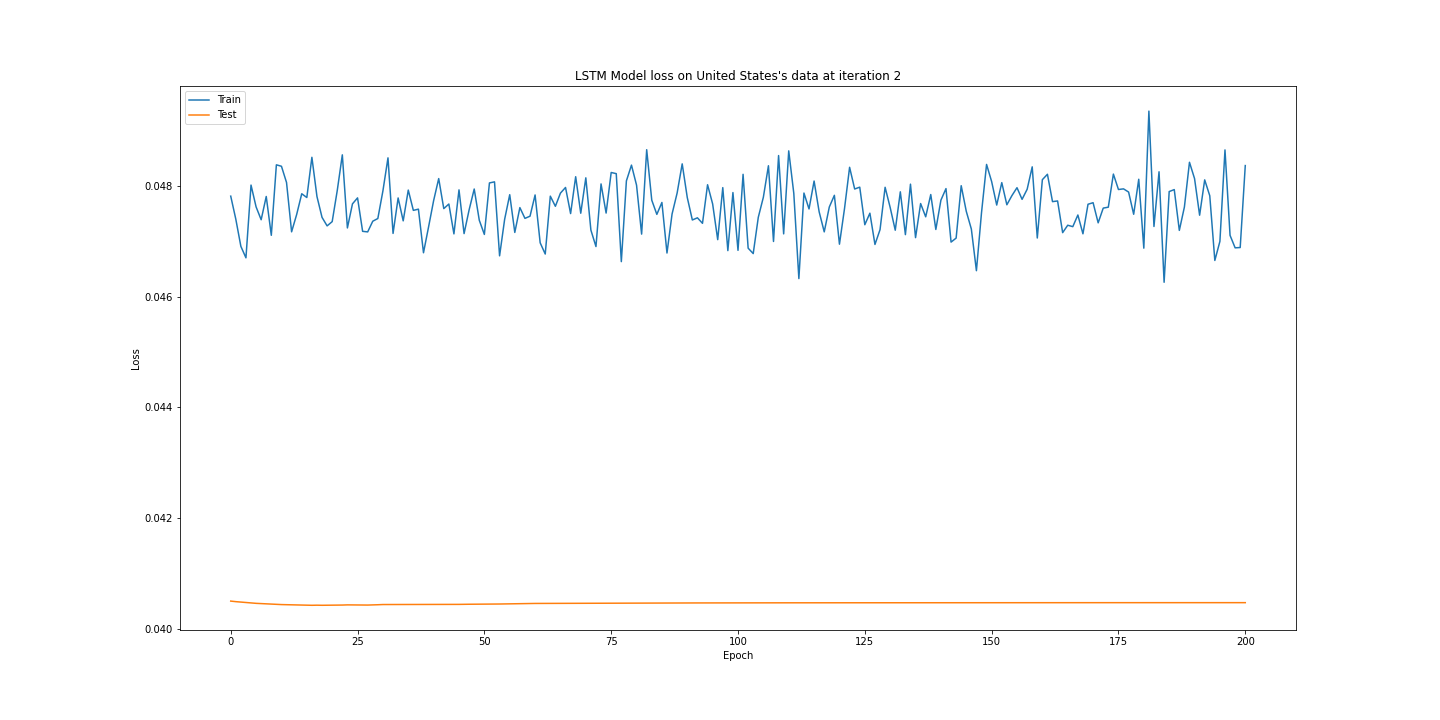 LSTM Model loss on United States's data at iteration 2
Train
Test
0.048
0.046
0.044
0.042
0.040
Loss
0 25 50 75 100 125 150 175 200
Epoch